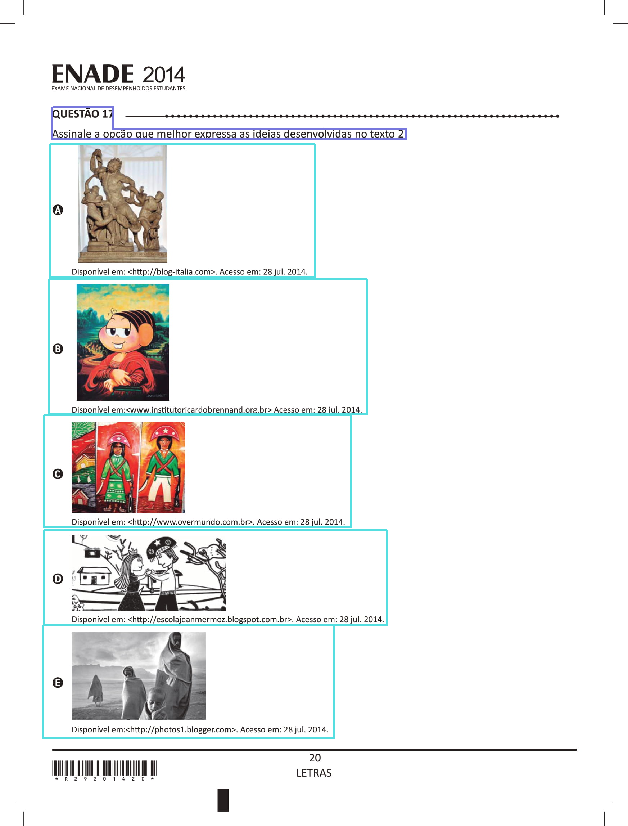 ENADE 2014
EXAME NACIONAL DE DESEMPENHO DOS ESTUDANTES
QUESTÃO 17
Assinale a opção que melhor expressa as ideias desenvolvidas no texto 2
A
Disponível em: <http://blog-italia.com>. Acesso em: 28 jul. 2014.
B
Disponível em:<www.institutoricardobrennand.org.br> Acesso em: 28 jul. 2014.
C
Disponível em: <http://www.overmundo.com.br>. Acesso em: 28 jul. 2014.
D
Disponível em: <http://escolajeanmermoz.blogspot.com.br>. Acesso em: 28 jul. 2014.
E
Disponível em:<http://photos1.blogger.com>. Acesso em: 28 jul. 2014.
20
LETRAS
*R29201420*